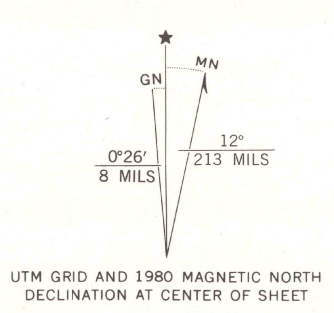 MN
GN
12°
213 MILS
0°26'
8 MILS
UTM GRID AND 1980 MAGNETIC NORTH
DECLINATION AT CENTER OF SHEET